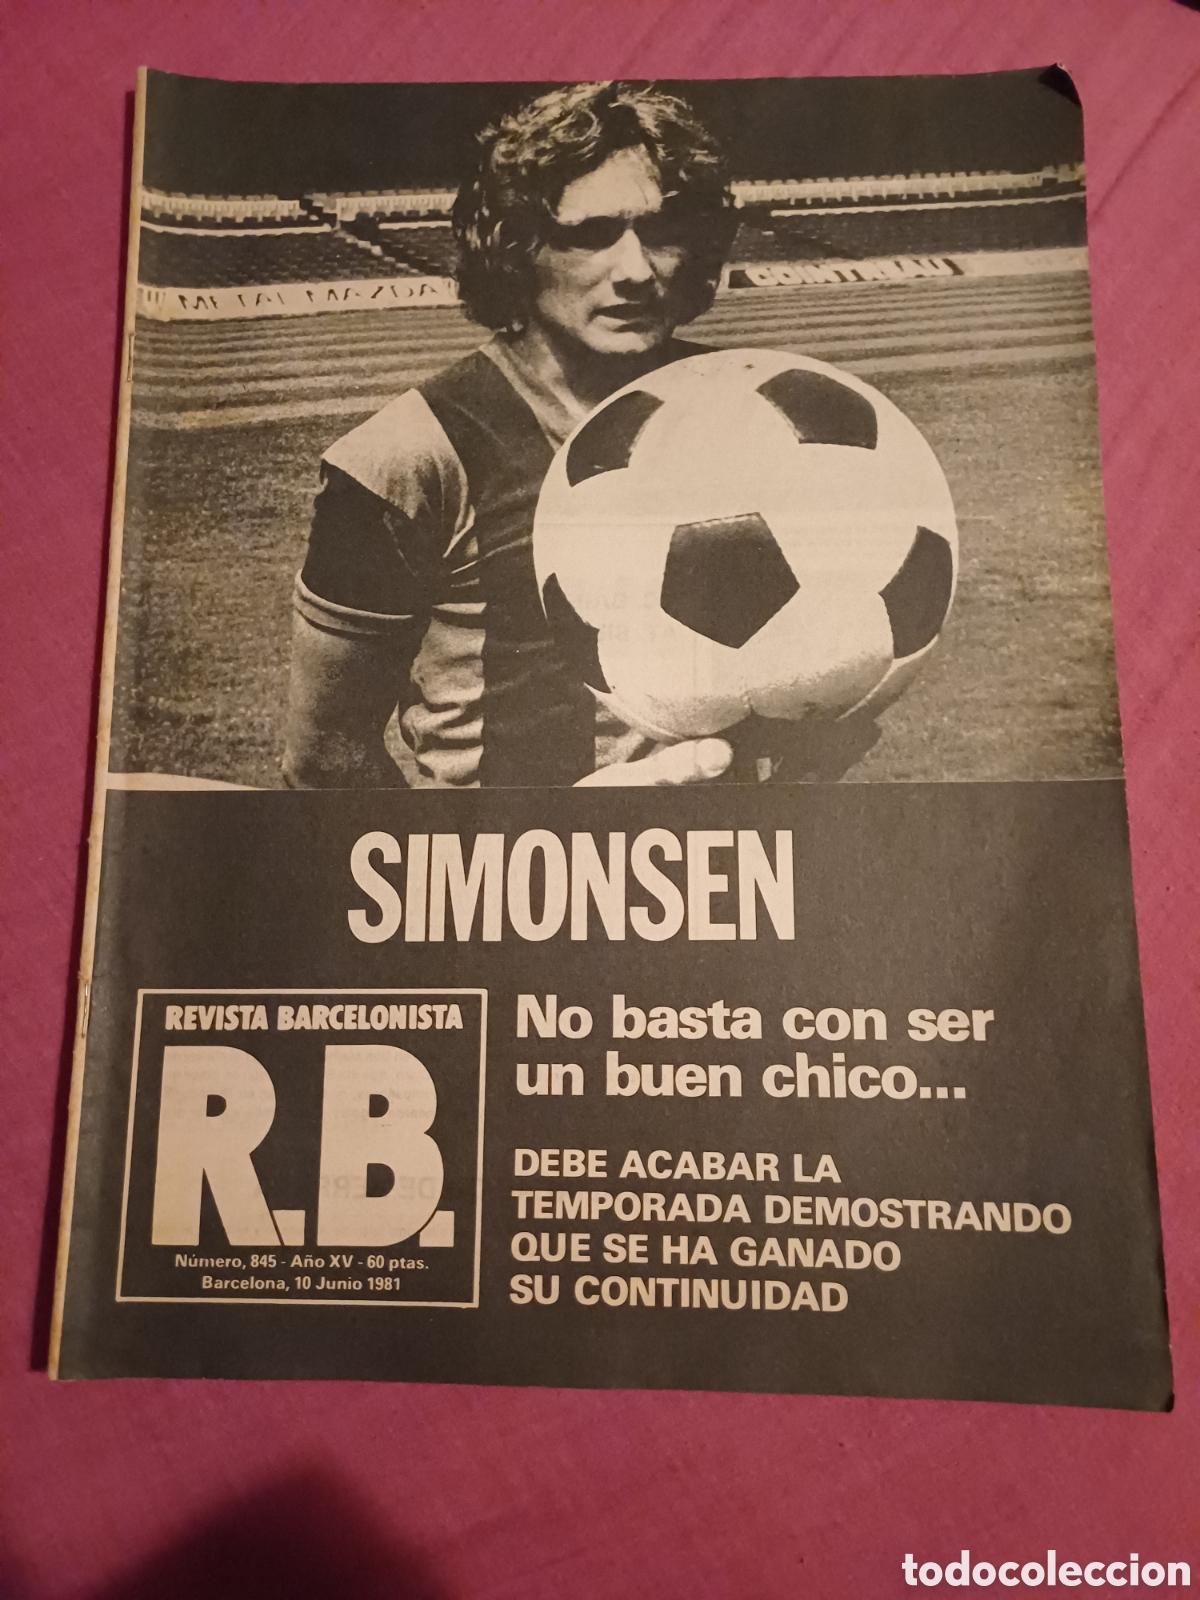 METAL MAZDA
COINTREAU
SIMONSEN
REVISTA BARCELONISTA
R.B.
Número, 845 - Año XV - 60 ptas.
Barcelona, 10 Junio 1981
No basta con ser
un buen chico...
DEBE ACABAR LA
TEMPORADA DEMOSTRANDO
QUE SE HA GANADO
SU CONTINUIDAD
todocoleccion